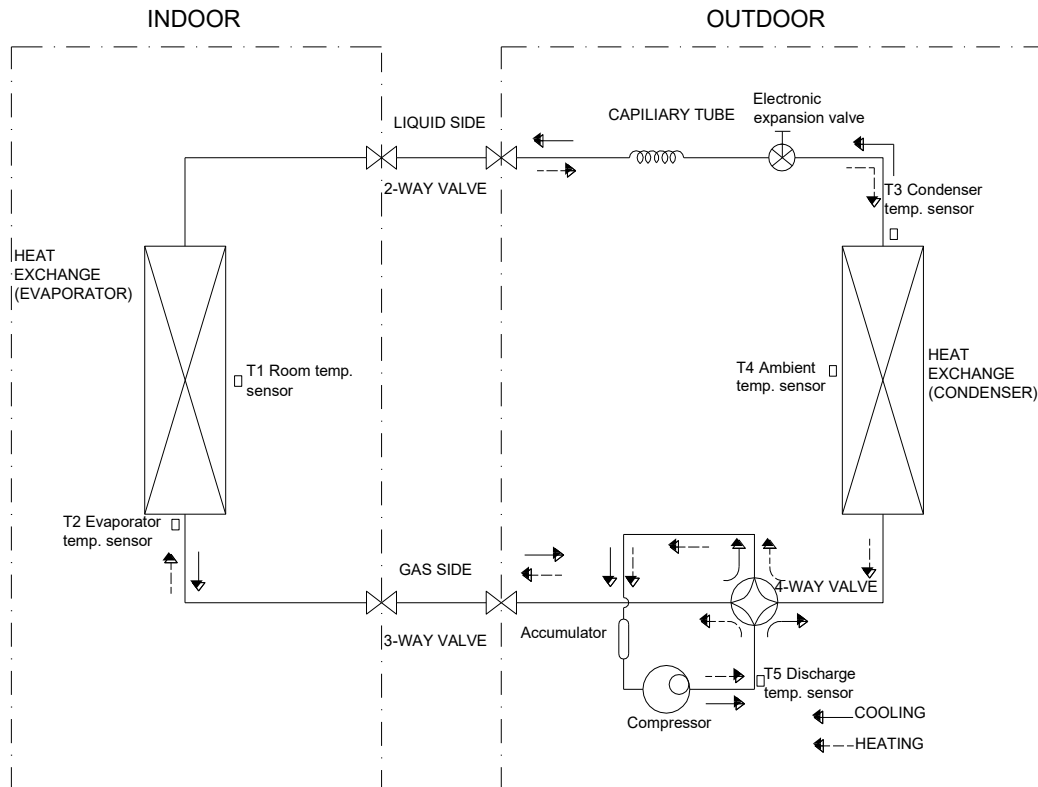 INDOOR
OUTDOOR
LIQUID SIDE
2-WAY VALVE
CAPILIARY TUBE
Electronic
expansion valve
T3 Condenser
temp. sensor
HEAT
EXCHANGE
(EVAPORATOR)
T1 Room temp.
sensor
T4 Ambient
temp. sensor
HEAT
EXCHANGE
(CONDENSER)
T2 Evaporator
temp. sensor
GAS SIDE
3-WAY VALVE
4-WAY VALVE
Accumulator
T5 Discharge
temp. sensor
Compressor
COOLING
HEATING